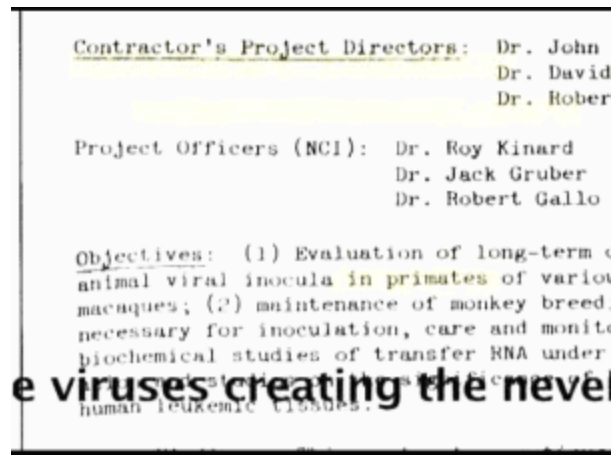 Contractor's Project Directors: Dr. John
Dr. David
Dr. Rober
Project Officers (NCI): Dr. Roy Kinard
Dr. Jack Gruber
Dr. Robert Gallo
Objectives: (1) Evaluation of long-term
animal viral inocula in primates of variou
macaques; (2) maintenance of monkey breed
necessary for inoculation, care and monito
biochemical studies of transfer RNA under
e viruses creating the never
human leukemic tissues.